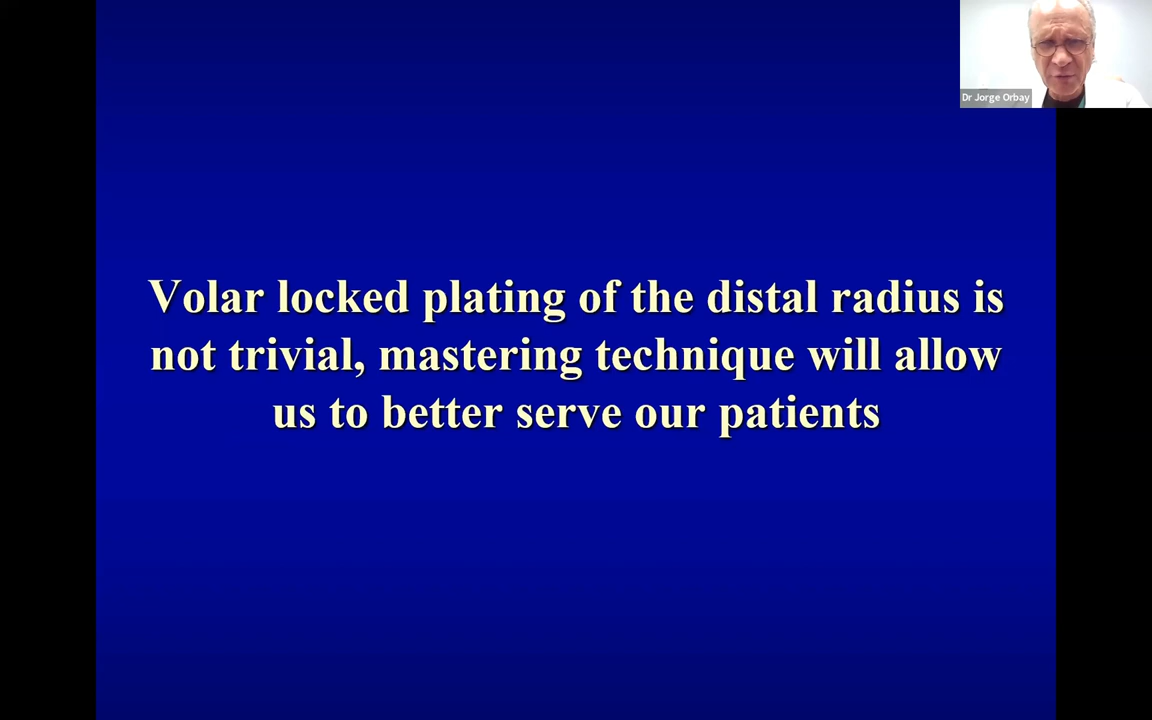 Dr Jorge Orbay
Volar locked plating of the distal radius is
not trivial, mastering technique will allow
us to better serve our patients